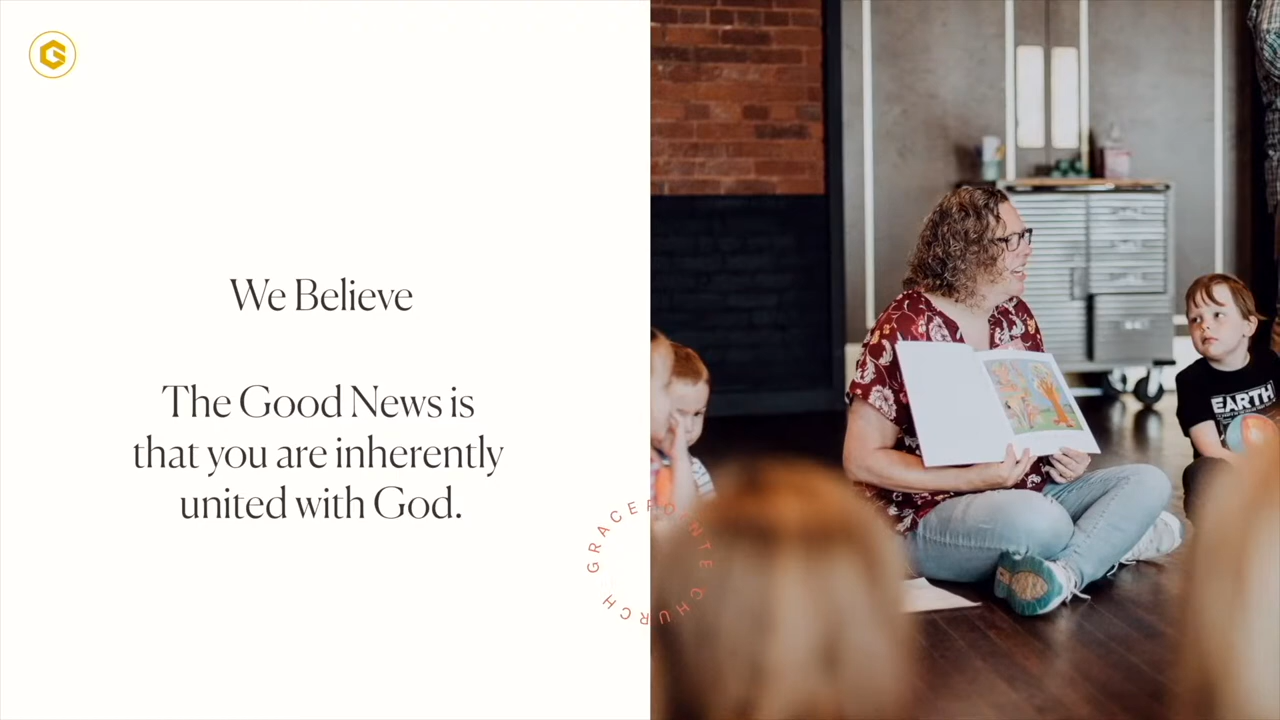 G
We Believe
The Good News is
that you are inherently
united with God.
GRACEPOINTE CHURCH
EARTH